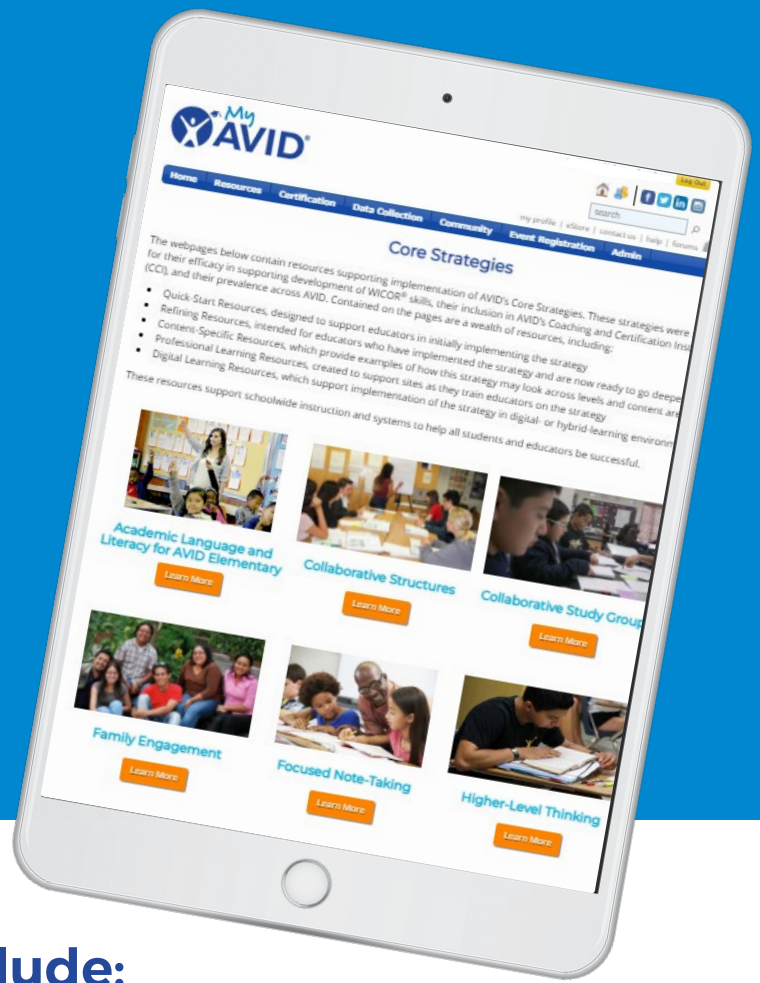 My
AVID®
Log Out
search
my profile | eStore | contact us | help | forums
Home Resources Certification Data Collection Community Event Registration Admin
Core Strategies
The webpages below contain resources supporting implementation of AVID's Core Strategies. These strategies were
for their efficacy in supporting development of WICOR® skills, their inclusion in AVID's Coaching and Certification Inst
(CCI), and their prevalence across AVID. Contained on the pages are a wealth of resources, including:
▪ Quick-Start Resources, designed to support educators in initially implementing the strategy
▪ Refining Resources, intended for educators who have implemented the strategy and are now ready to go deepe
▪ Content-Specific Resources, which provide examples of how this strategy may look across levels and content are
▪ Professional Learning Resources, created to support sites as they train educators on the strategy
▪ Digital Learning Resources, which support implementation of the strategy in digital- or hybrid-learning environm
These resources support schoolwide instruction and systems to help all students and educators be successful.
Academic Language and
Literacy for AVID Elementary
Learn More
Collaborative Structures
Learn More
Collaborative Study Group
Learn More
Family Engagement
Learn More
Focused Note-Taking
Learn More
Higher-Level Thinking
Learn More
lude: